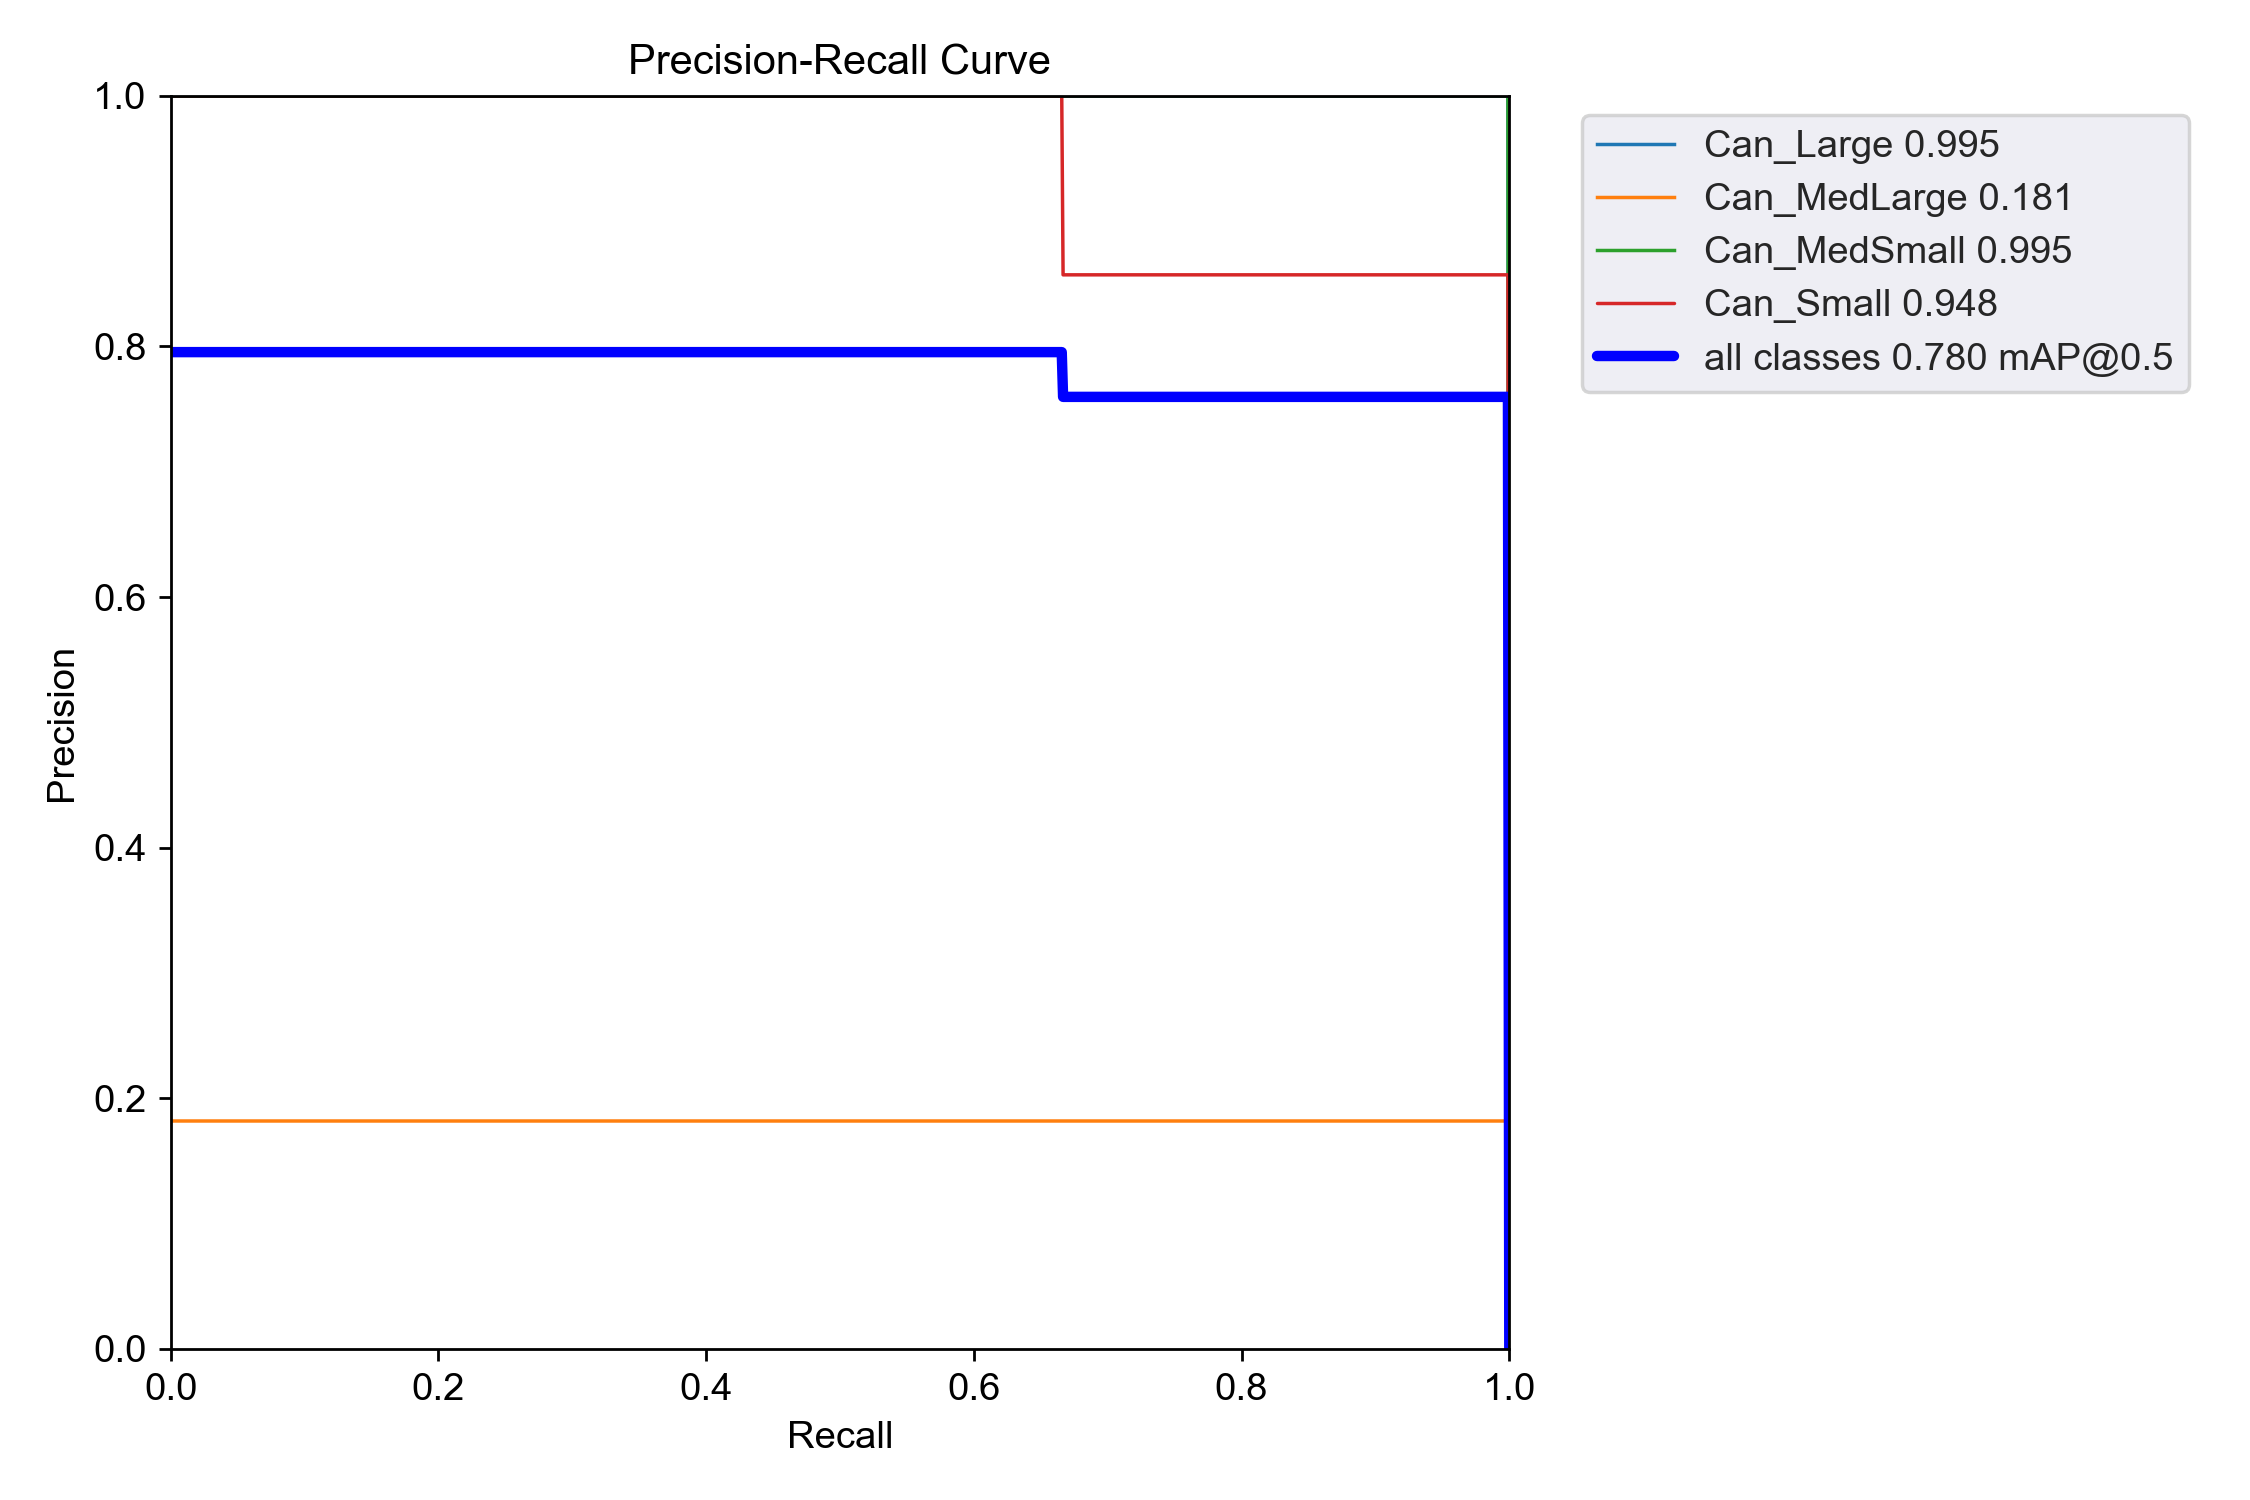 Precision-Recall Curve
1.0
0.8
0.6
0.4
0.2
0.0
Precision
0.0 0.2 0.4 0.6 0.8 1.0
Recall
Can_Large 0.995
Can_MedLarge 0.181
Can_MedSmall 0.995
Can_Small 0.948
all classes 0.780 mAP@0.5